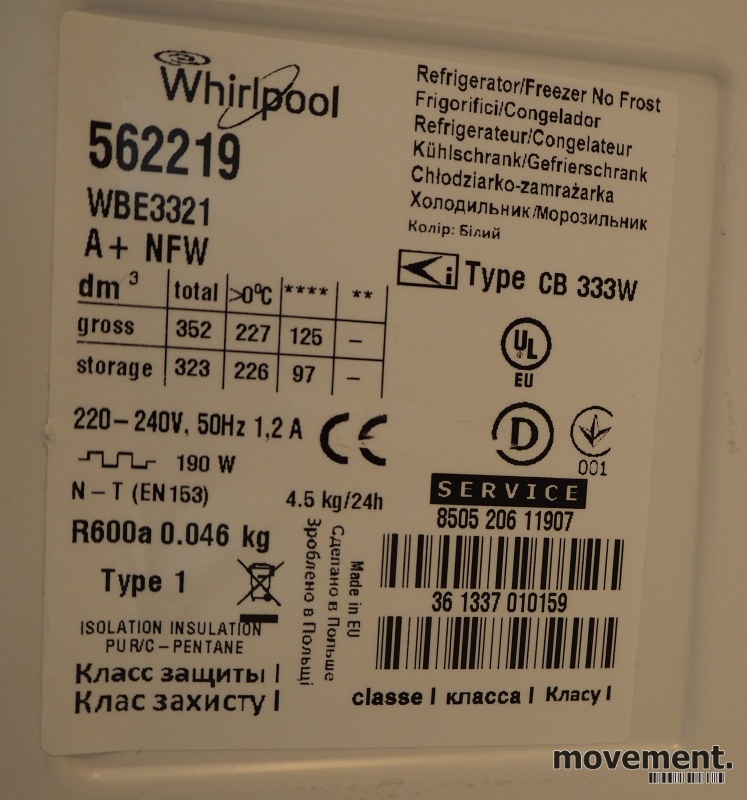 Whirlpool
562219
WBE3321
A+ NFW
Refrigerator/Freezer No Frost
Frigorifici/Congelador
Refrigerateur/Congelateur
Kühlschrank/Gefrierschrank
Chłodziarko-zamrażarka
Холодильник/Морозильник
Колір: Білий
i Type CB 333W
dm³ total >0°C **** **
gross 352 227 125 –
storage 323 226 97 –
UL
EU
220–240V, 50Hz 1,2 A CE
190 W
D
001
N – T (EN153) 4.5 kg/24h
SERVICE
8505 206 11907
R600a 0.046 kg
Type 1
36 1337 010159
Made in EU
Сделано в Польше
Зроблено в Польщі
ISOLATION INSULATION
PUR/C–PENTANE
Класс защиты I
Клас захисту I
classe I класса I Класу I
movement.